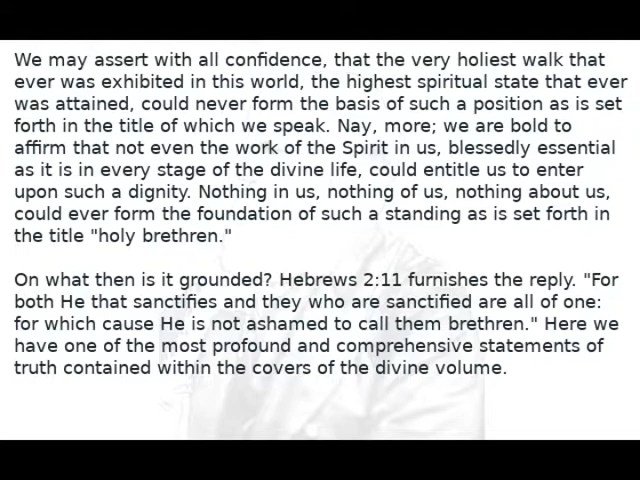 We may assert with all confidence, that the very holiest walk that
ever was exhibited in this world, the highest spiritual state that ever
was attained, could never form the basis of such a position as is set
forth in the title of which we speak. Nay, more; we are bold to
affirm that not even the work of the Spirit in us, blessedly essential
as it is in every stage of the divine life, could entitle us to enter
upon such a dignity. Nothing in us, nothing of us, nothing about us,
could ever form the foundation of such a standing as is set forth in
the title "holy brethren."
On what then is it grounded? Hebrews 2:11 furnishes the reply. "For
both He that sanctifies and they who are sanctified are all of one:
for which cause He is not ashamed to call them brethren." Here we
have one of the most profound and comprehensive statements of
truth contained within the covers of the divine volume.